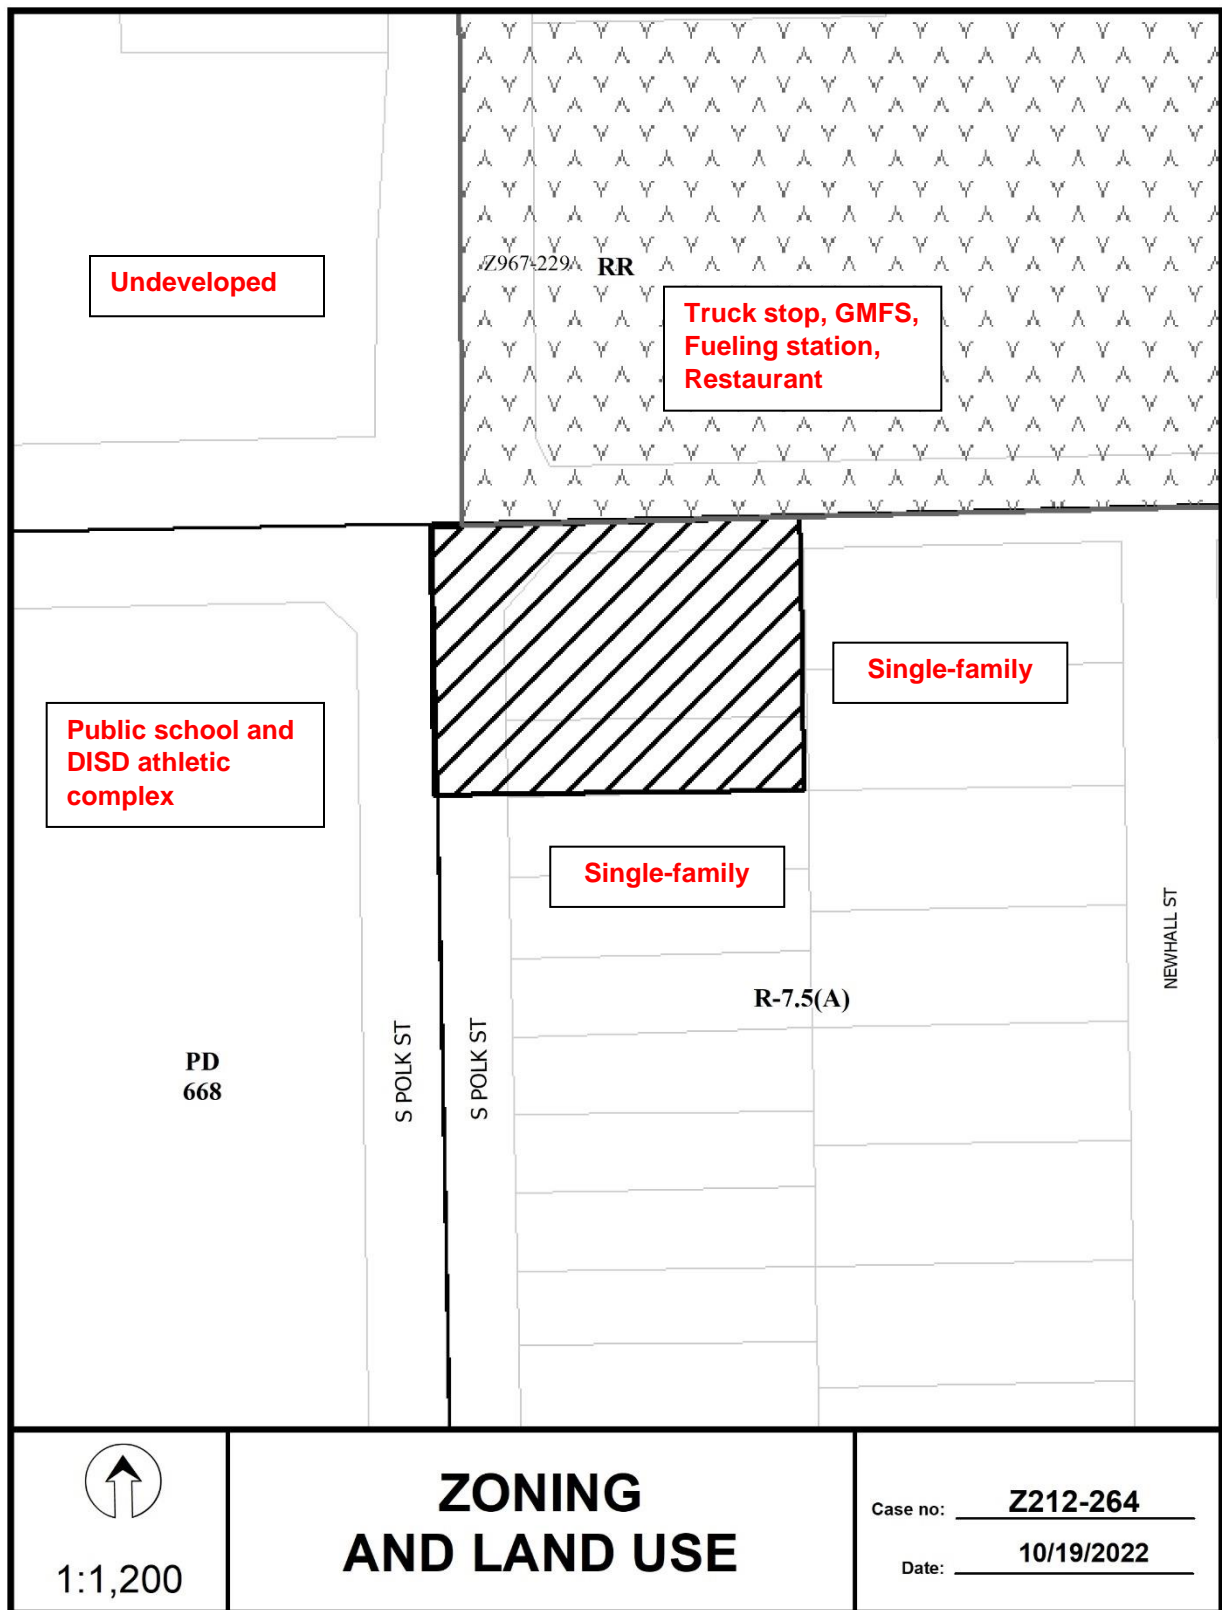 Undeveloped
Z967-229
RR
Truck stop, GMFS,
Fueling station,
Restaurant
Single-family
Public school and
DISD athletic
complex
Single-family
NEWHALL ST
R-7.5(A)
S POLK ST
S POLK ST
PD
668
1:1,200
ZONING
AND LAND USE
Case no: Z212-264
Date: 10/19/2022